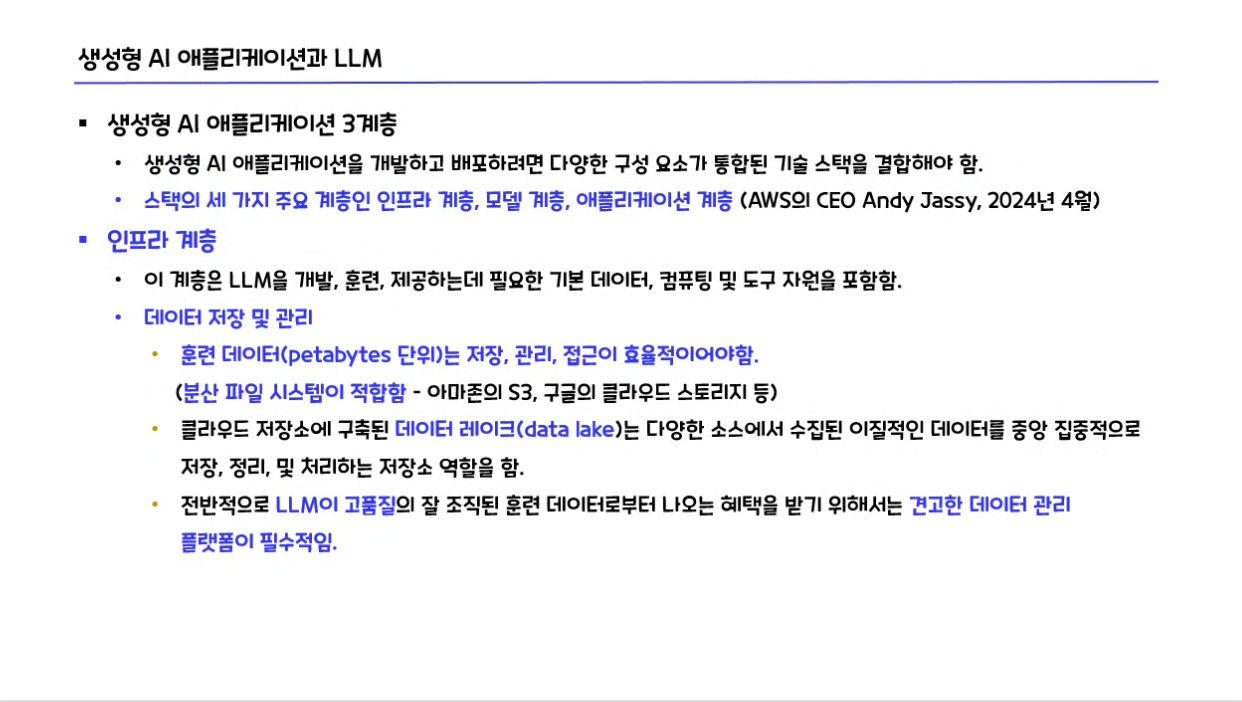 생성형 AI 애플리케이션과 LLM
▪ 생성형 AI 애플리케이션 3계층
• 생성형 AI 애플리케이션을 개발하고 배포하려면 다양한 구성 요소가 통합된 기술 스택을 결합해야 함.
• 스택의 세 가지 주요 계층인 인프라 계층, 모델 계층, 애플리케이션 계층 (AWS의 CEO Andy Jassy, 2024년 4월)
▪ 인프라 계층
• 이 계층은 LLM을 개발, 훈련, 제공하는데 필요한 기본 데이터, 컴퓨팅 및 도구 자원을 포함함.
• 데이터 저장 및 관리
• 훈련 데이터(petabytes 단위)는 저장, 관리, 접근이 효율적이어야함.
(분산 파일 시스템이 적합함 - 아마존의 S3, 구글의 클라우드 스토리지 등)
• 클라우드 저장소에 구축된 데이터 레이크(data lake)는 다양한 소스에서 수집된 이질적인 데이터를 중앙 집중적으로
저장, 정리, 및 처리하는 저장소 역할을 함.
• 전반적으로 LLM이 고품질의 잘 조직된 훈련 데이터로부터 나오는 혜택을 받기 위해서는 견고한 데이터 관리
플랫폼이 필수적임.